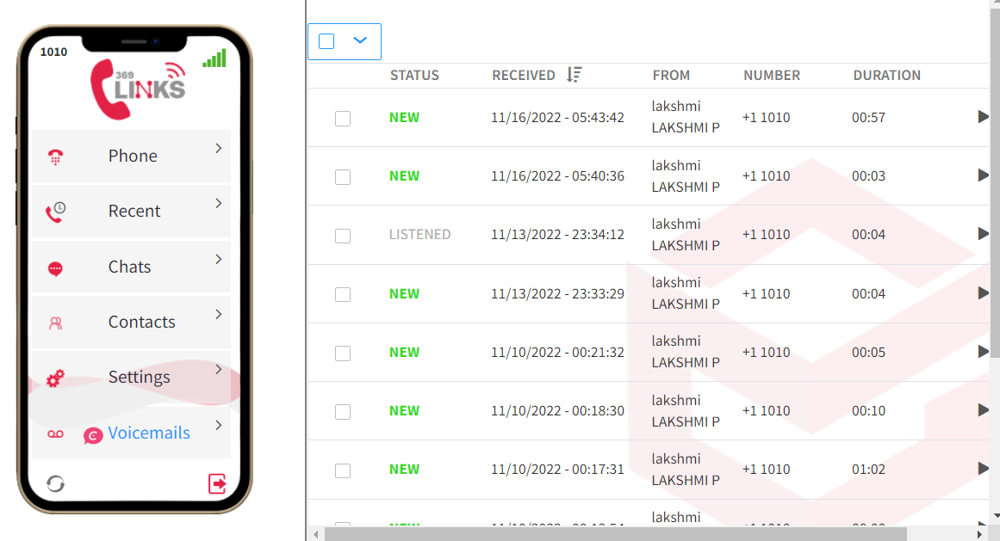 1010
369
LINKS
Phone
Recent
Chats
Contacts
Settings
Voicemails
STATUS RECEIVED FROM NUMBER DURATION
NEW 11/16/2022 - 05:43:42 lakshmi +1 1010 00:57
LAKSHMI P
NEW 11/16/2022 - 05:40:36 lakshmi +1 1010 00:03
LAKSHMI P
LISTENED 11/13/2022 - 23:34:12 lakshmi +1 1010 00:04
LAKSHMI P
NEW 11/13/2022 - 23:33:29 lakshmi +1 1010 00:04
LAKSHMI P
NEW 11/10/2022 - 00:21:32 lakshmi +1 1010 00:05
LAKSHMI P
NEW 11/10/2022 - 00:18:30 lakshmi +1 1010 00:10
LAKSHMI P
NEW 11/10/2022 - 00:17:31 lakshmi +1 1010 01:02
LAKSHMI P
lakshmi